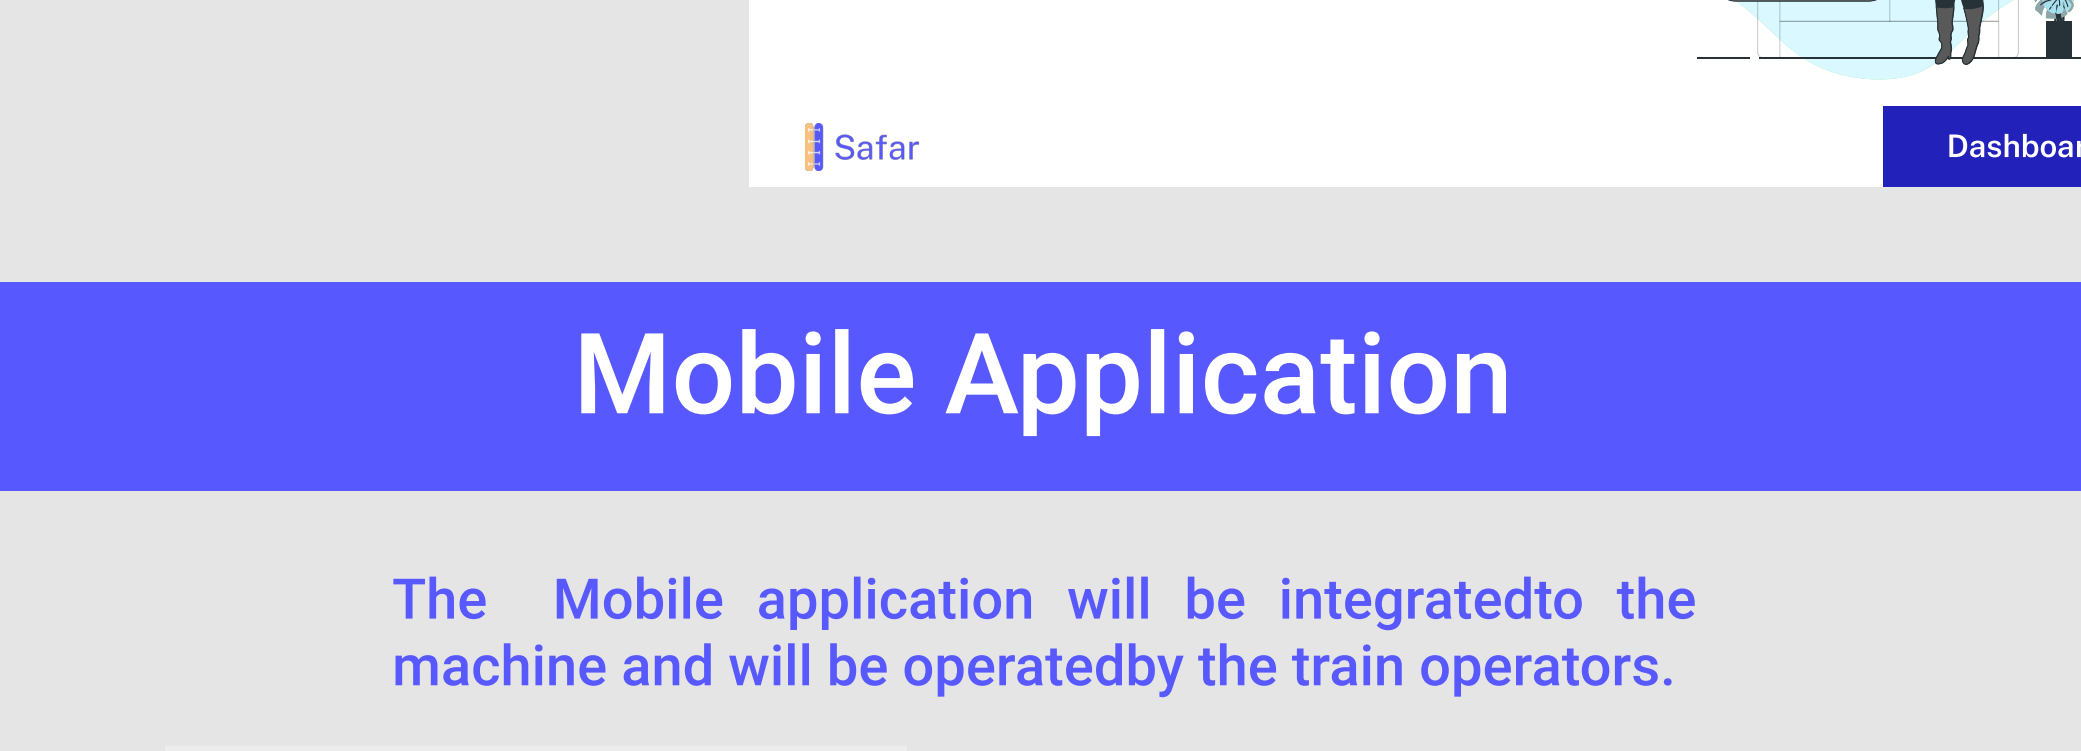 Safar
Dashboar
Mobile Application
The Mobile application will be integratedto the
machine and will be operatedby the train operators.